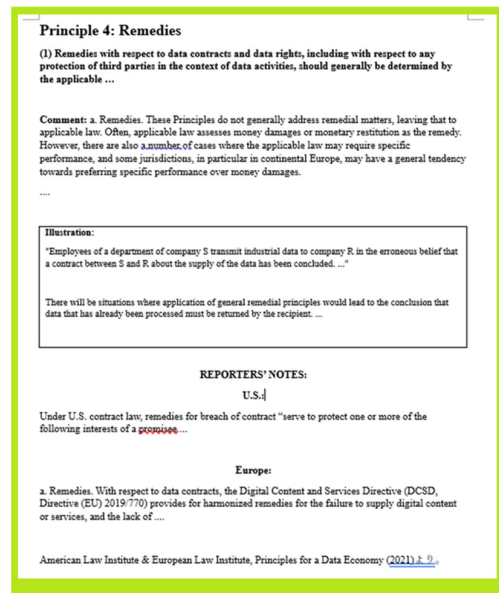 Principle 4: Remedies
(1) Remedies with respect to data contracts and data rights, including with respect to any
protection of third parties in the context of data activities, should generally be determined by
the applicable ...
Comment: a. Remedies. These Principles do not generally address remedial matters, leaving that to
applicable law. Often, applicable law assesses money damages or monetary restitution as the remedy.
However, there are also a number of cases where the applicable law may require specific
performance, and some jurisdictions, in particular in continental Europe, may have a general tendency
towards preferring specific performance over money damages.
....
Illustration:
"Employees of a department of company S transmit industrial data to company R in the erroneous belief that
a contract between S and R about the supply of the data has been concluded. ..."
There will be situations where application of general remedial principles would lead to the conclusion that
data that has already been processed must be returned by the recipient. ...
REPORTERS' NOTES:
U.S.:
Under U.S. contract law, remedies for breach of contract "serve to protect one or more of the
following interests of a promisee....
Europe:
a. Remedies. With respect to data contracts, the Digital Content and Services Directive (DCSD,
Directive (EU) 2019/770) provides for harmonized remedies for the failure to supply digital content
or services, and the lack of ....
American Law Institute & European Law Institute, Principles for a Data Economy (2021)より。